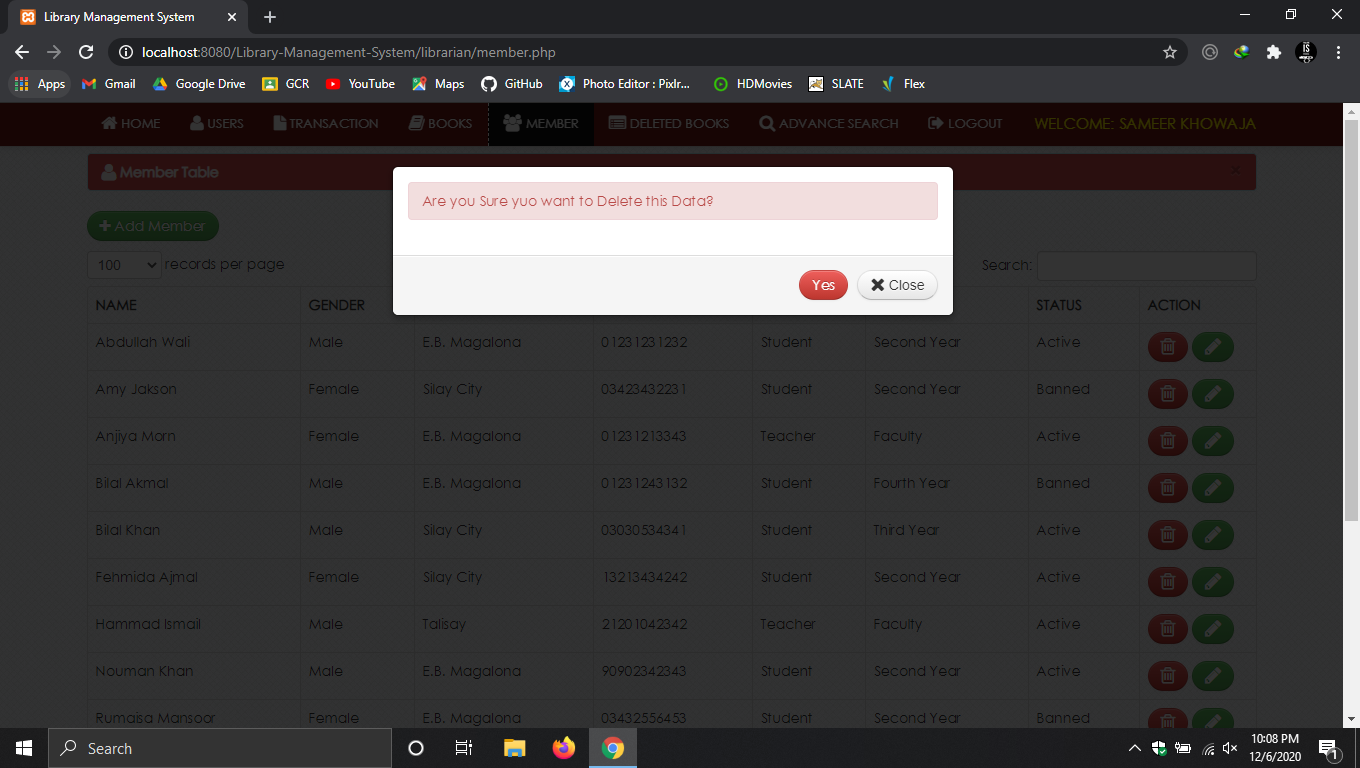 Library Management System
localhost:8080/Library-Management-System/librarian/member.php
Apps Gmail Google Drive GCR YouTube Maps GitHub Photo Editor : Pixlr... HDMovies SLATE Flex
HOME USERS TRANSACTION BOOKS MEMBER DELETED BOOKS ADVANCE SEARCH LOGOUT WELCOME: SAMEER KHOWAJA
Member Table ×
Are you Sure yuo want to Delete this Data?
Yes Close
Add Member
100 records per page Search:
NAME GENDER STATUS ACTION
Abdullah Wali Male E.B. Magalona 01231231232 Student Second Year Active
Amy Jakson Female Silay City 03423432231 Student Second Year Banned
Anjiya Morn Female E.B. Magalona 01231213343 Teacher Faculty Active
Bilal Akmal Male E.B. Magalona 01231243132 Student Fourth Year Banned
Bilal Khan Male Silay City 03030534341 Student Third Year Active
Fehmida Ajmal Female Silay City 13213434242 Student Second Year Active
Hammad Ismail Male Talisay 21201042342 Teacher Faculty Active
Nouman Khan Male E.B. Magalona 90902342343 Student Second Year Active
Rumaisa Mansoor Female E.B. Magalona 03432556453 Student Second Year Banned
Search
10:08 PM
12/6/2020
1